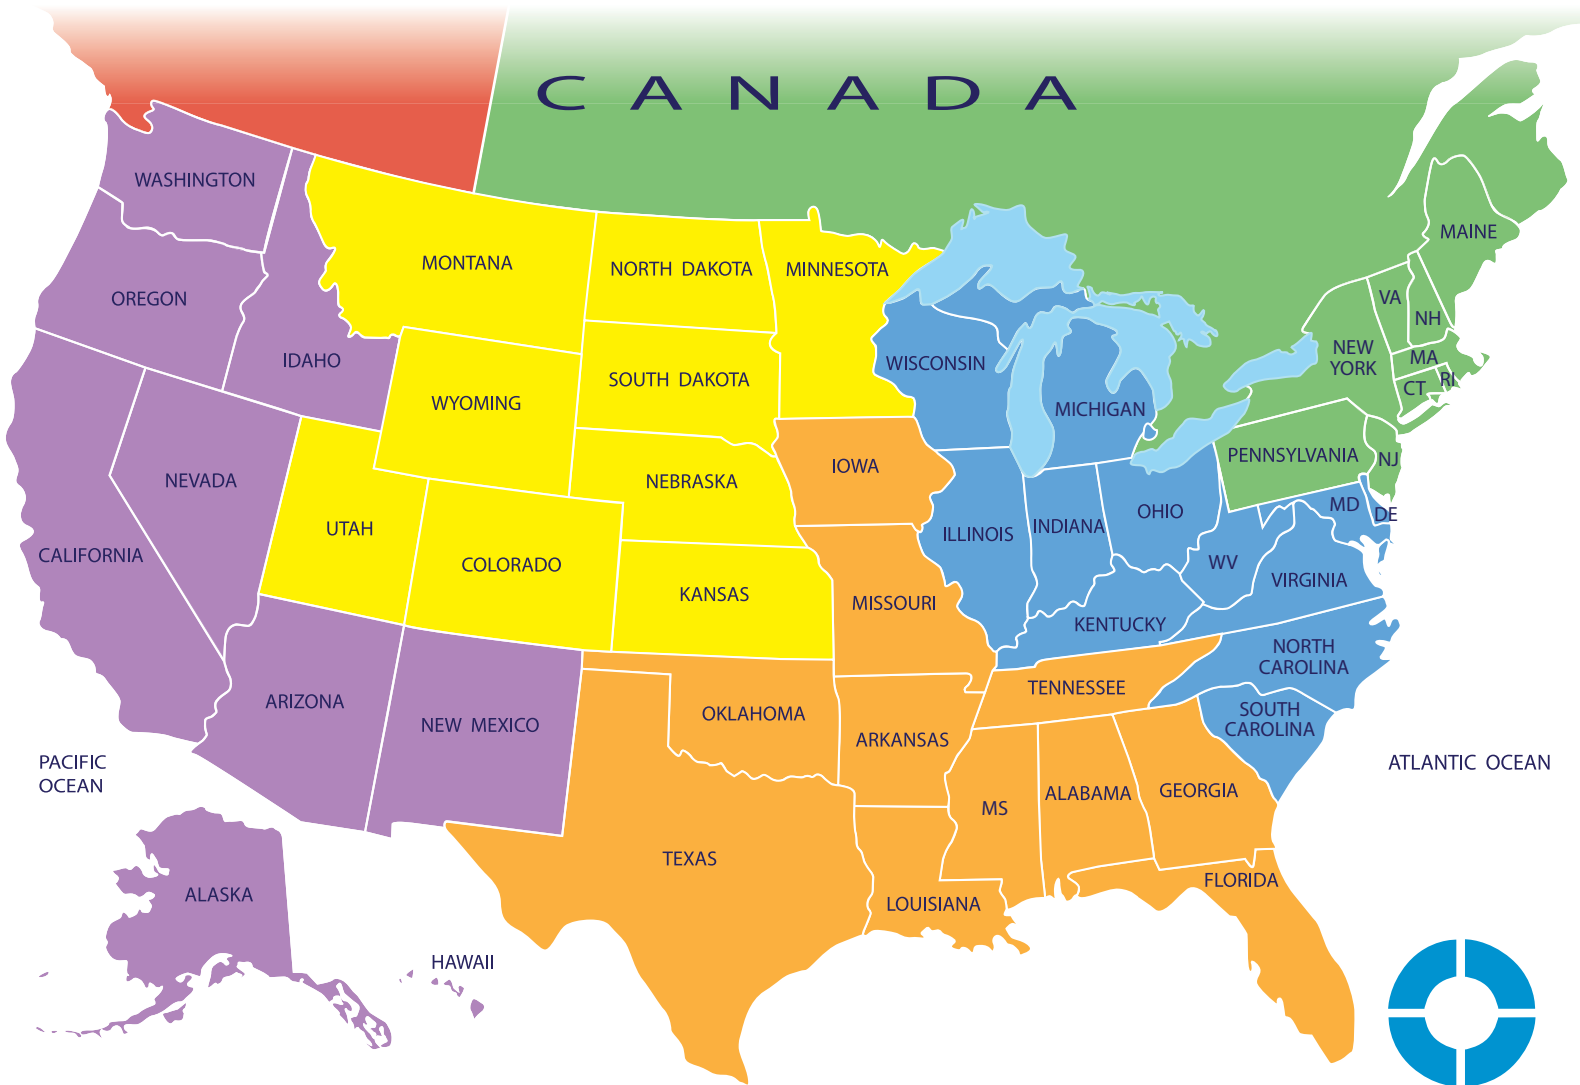 CANADA
WASHINGTON
MAINE
MONTANA
NORTH DAKOTA
MINNESOTA
OREGON
VA
NH
IDAHO
WISCONSIN
NEW
YORK
MA
SOUTH DAKOTA
RI
CT
WYOMING
MICHIGAN
PENNSYLVANIA
NJ
IOWA
NEVADA
NEBRASKA
MD
DE
OHIO
UTAH
INDIANA
ILLINOIS
CALIFORNIA
COLORADO
WV
VIRGINIA
KANSAS
MISSOURI
KENTUCKY
NORTH
CAROLINA
TENNESSEE
ARIZONA
NEW MEXICO
OKLAHOMA
SOUTH
CAROLINA
ARKANSAS
PACIFIC
OCEAN
ATLANTIC OCEAN
MS
ALABAMA
GEORGIA
TEXAS
FLORIDA
ALASKA
LOUISIANA
HAWAII